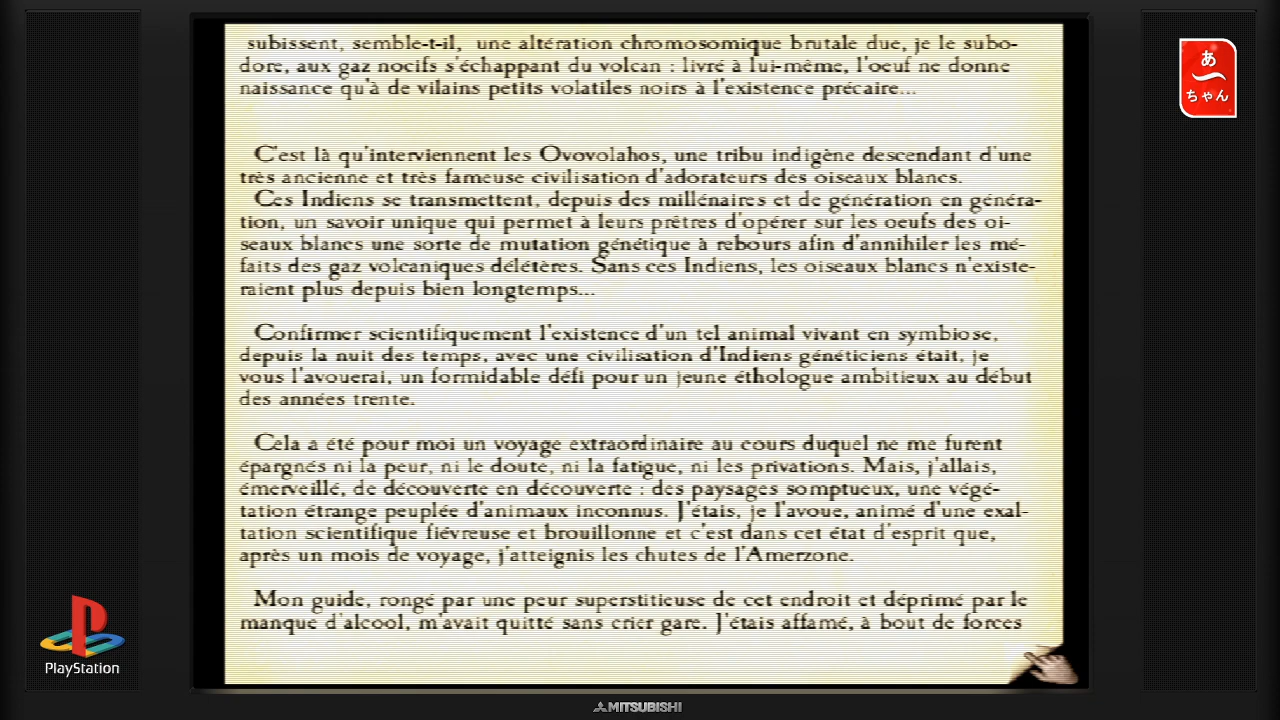 subissent, semble-t-il, une altération chromosomique brutale due, je le subo-
dore, aux gaz nocifs s'échappant du volcan : livré à lui-même, l'oeuf ne donne
naissance qu'à de vilains petits volatiles noirs à l'existence précaire...
C'est là qu'interviennent les Ovovolahos, une tribu indigène descendant d'une
très ancienne et très fameuse civilisation d'adorateurs des oiseaux blancs.
Ces Indiens se transmettent, depuis des millénaires et de génération en généra-
tion, un savoir unique qui permet à leurs prêtres d'opérer sur les oeufs des oi-
seaux blancs une sorte de mutation génétique à rebours afin d'annihiler les mé-
faits des gaz volcaniques délétères. Sans ces Indiens, les oiseaux blancs n'existe-
raient plus depuis bien longtemps...
Confirmer scientifiquement l'existence d'un tel animal vivant en symbiose,
depuis la nuit des temps, avec une civilisation d'Indiens généticiens était, je
vous l'avouerai, un formidable défi pour un jeune éthologue ambitieux au début
des années trente.
Cela a été pour moi un voyage extraordinaire au cours duquel ne me furent
épargnés ni la peur, ni le doute, ni la fatigue, ni les privations. Mais, j'allais,
émerveillé, de découverte en découverte : des paysages somptueux, une végé-
tation étrange peuplée d'animaux inconnus. J'étais, je l'avoue, animé d'une exal-
tation scientifique fiévreuse et brouillonne et c'est dans cet état d'esprit que,
après un mois de voyage, j'atteignis les chutes de l'Amerzone.
Mon guide, rongé par une peur superstitieuse de cet endroit et déprimé par le
manque d'alcool, m'avait quitté sans crier gare. J'étais affamé, à bout de forces
あーちゃん
PlayStation
MITSUBISHI